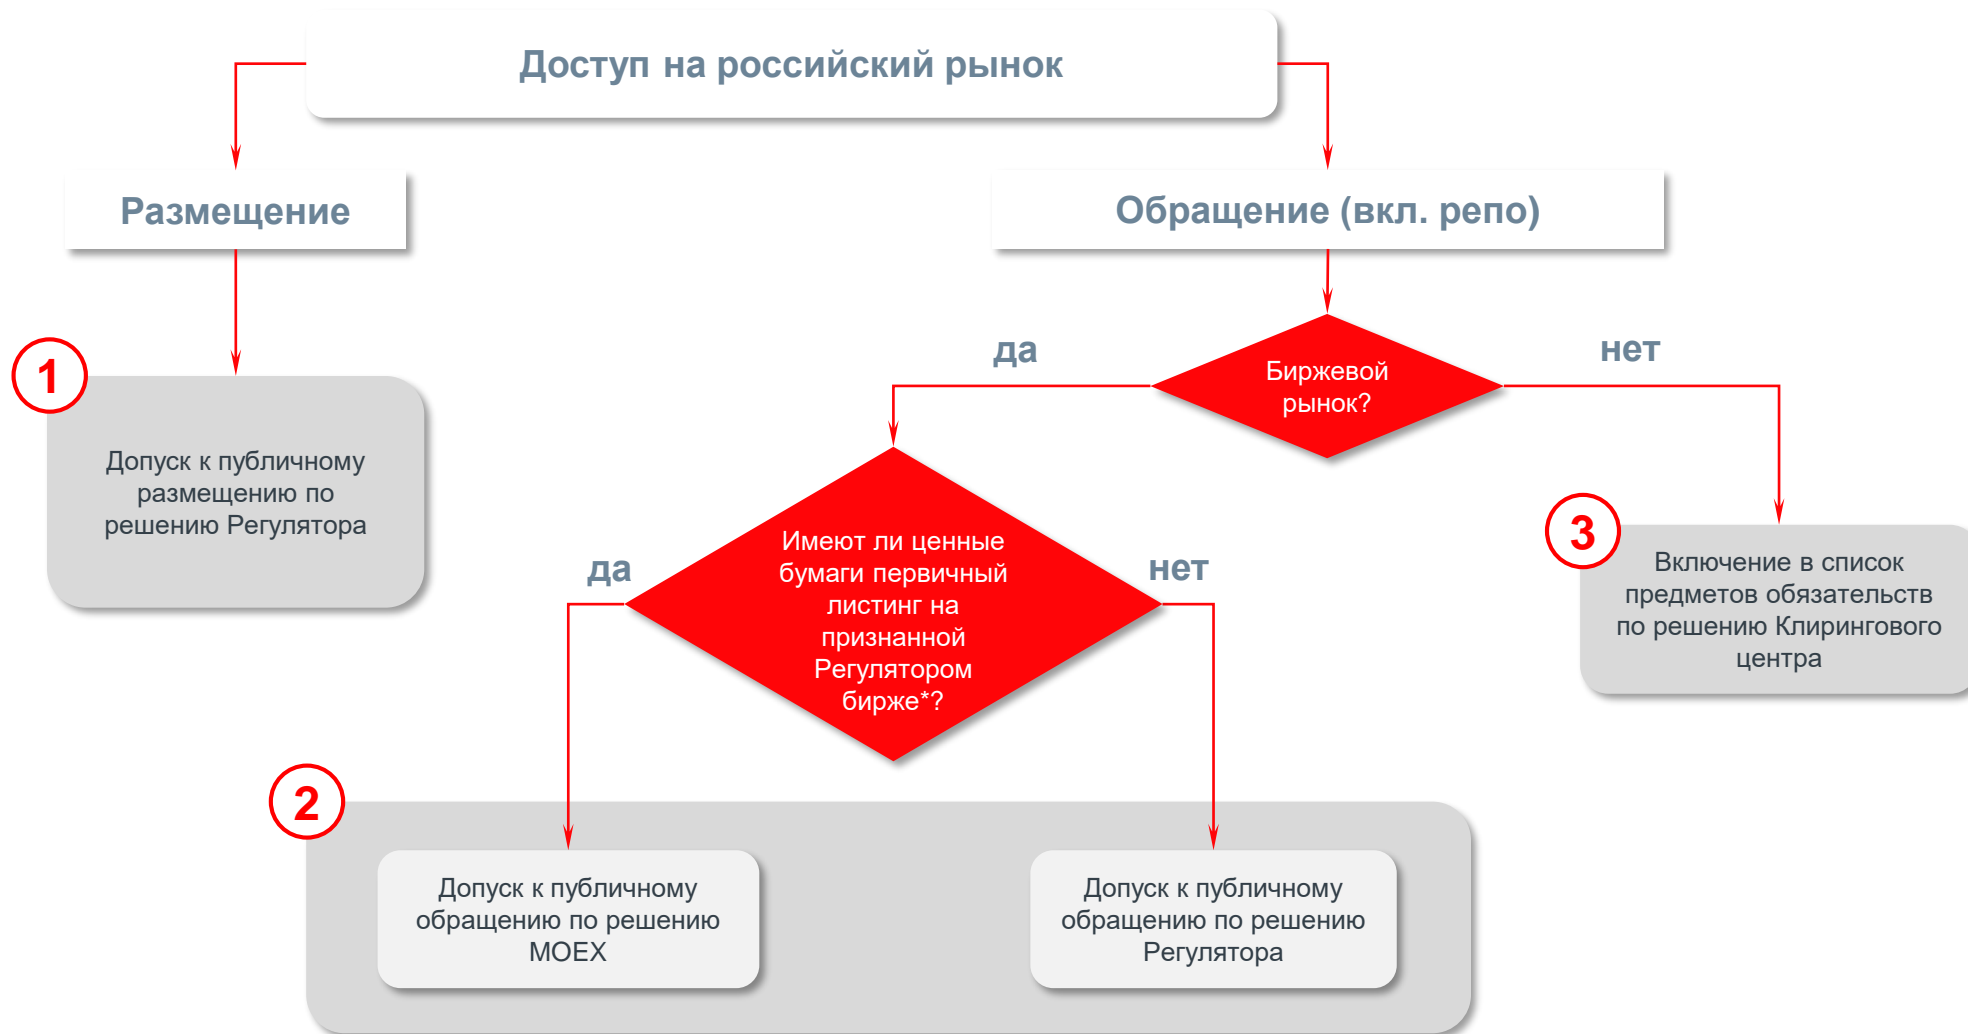 Доступ на российский рынок
Размещение
Обращение (вкл. репо)
1
Допуск к публичному
размещению по
решению Регулятора
да
нет
Биржевой
рынок?
да
нет
Имеют ли ценные
бумаги первичный
листинг на
признанной
Регулятором
бирже*?
3
Включение в список
предметов обязательств
по решению Клирингового
центра
2
Допуск к публичному
обращению по решению
MOEX
Допуск к публичному
обращению по решению
Регулятора